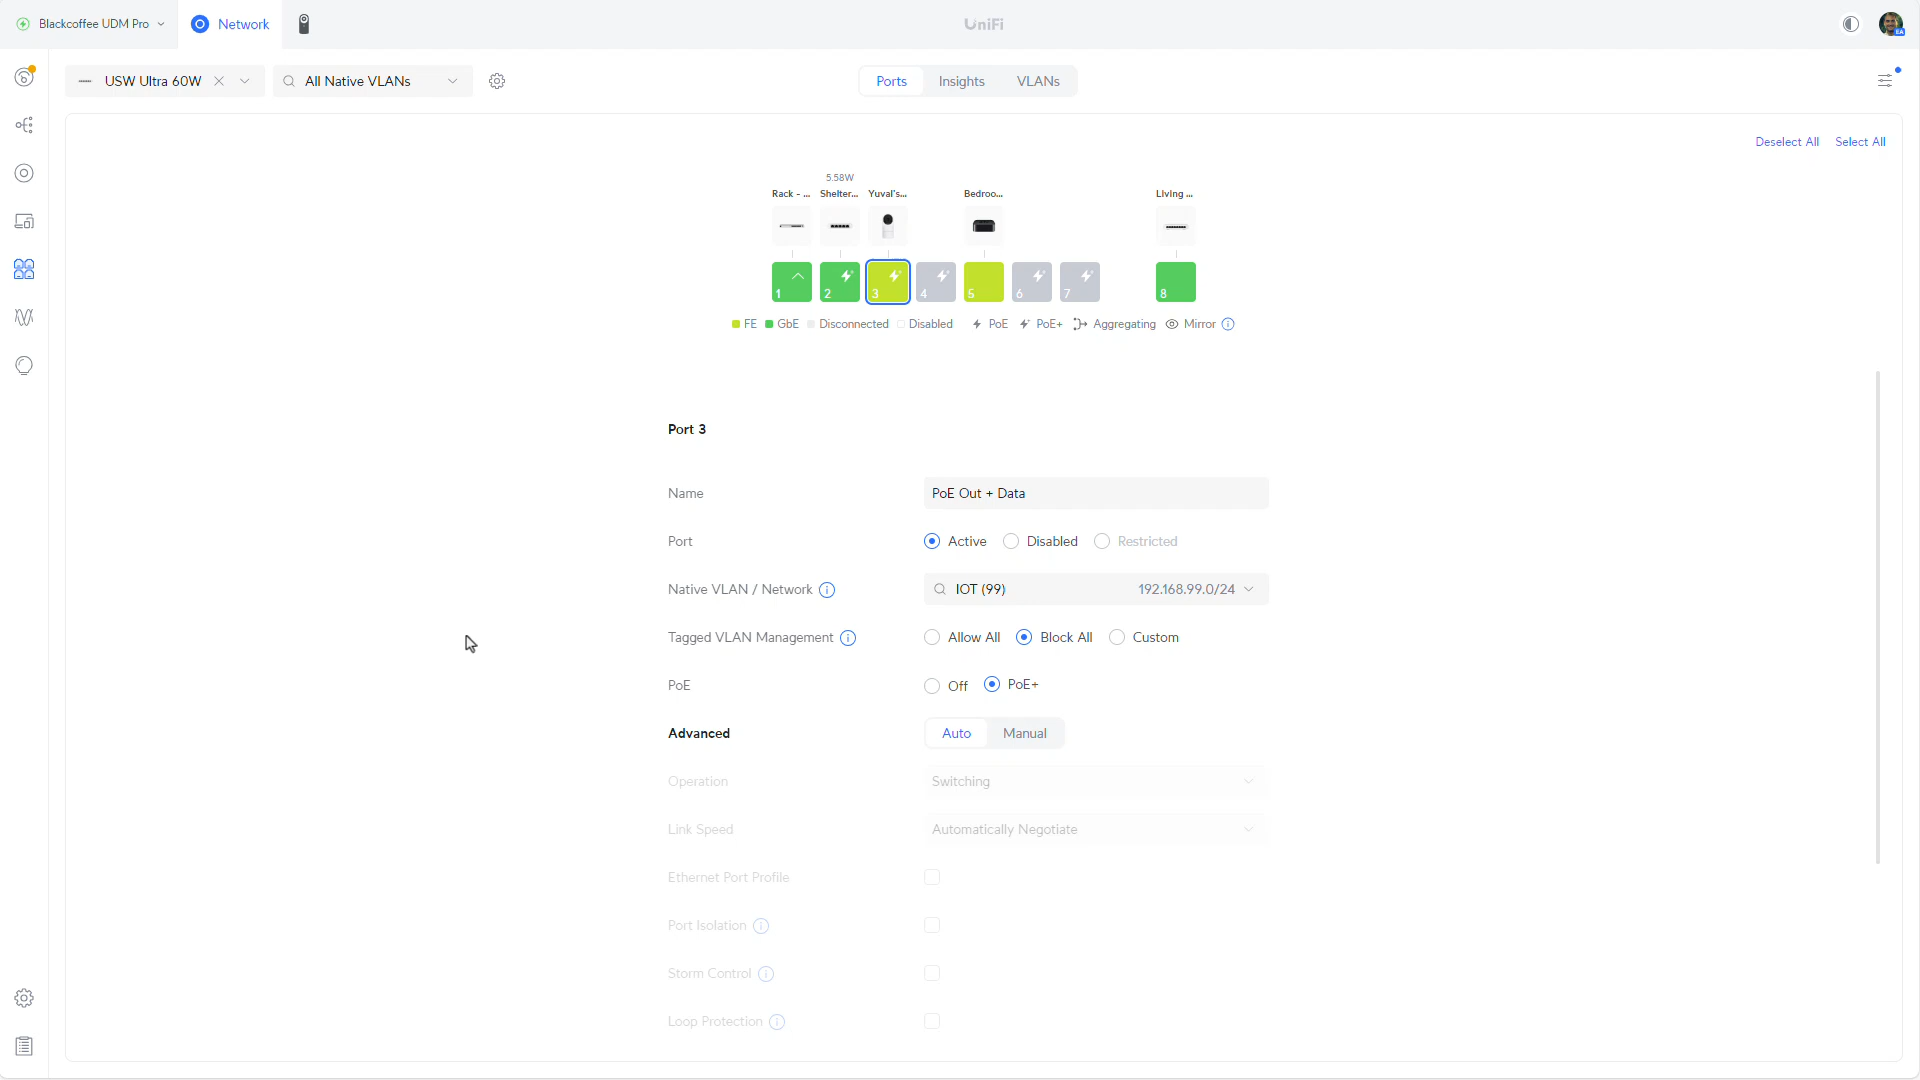 Blackcoffee UDM Pro
Network
UniFi
EA
USW Ultra 60W
All Native VLANs
Ports
Insights
VLANs
Deselect All
Select All
5.58W
Rack - ...
Shelter...
Yuval's...
Bedroo...
Living ...
1
2
3
4
5
6
7
8
FE
GbE
Disconnected
Disabled
PoE
PoE+
Aggregating
Mirror
Port 3
Name
PoE Out + Data
Port
Active
Disabled
Restricted
Native VLAN / Network
IOT (99)
192.168.99.0/24
Tagged VLAN Management
Allow All
Block All
Custom
PoE
Off
PoE+
Advanced
Auto
Manual
Operation
Switching
Link Speed
Automatically Negotiate
Ethernet Port Profile
Port Isolation
Storm Control
Loop Protection